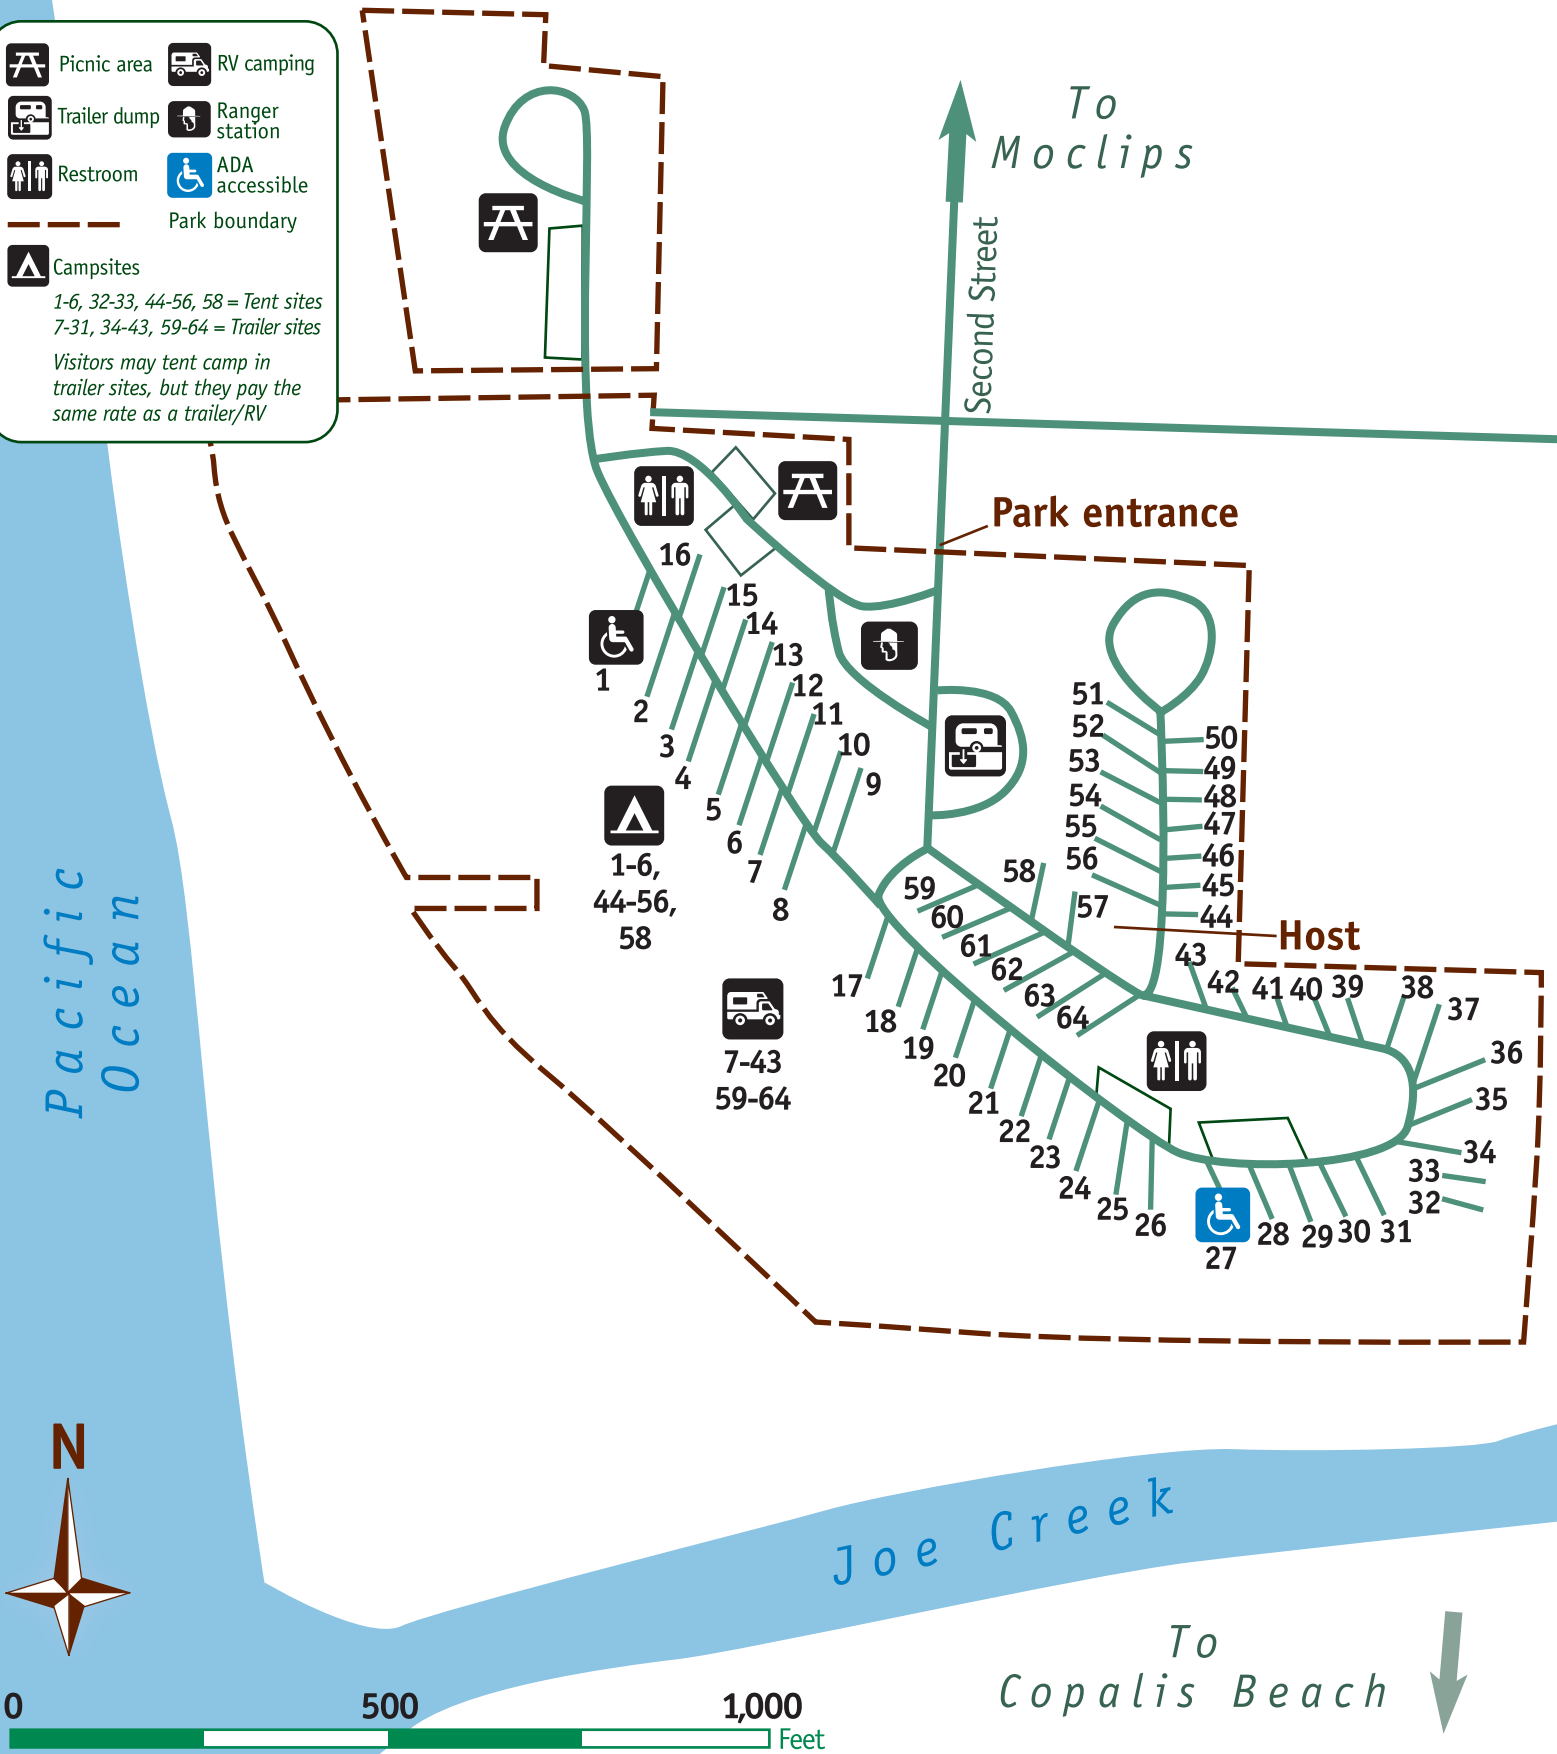 Picnic area
RV camping
Trailer dump
Ranger
station
Restroom
ADA
accessible
Park boundary
Campsites
1-6, 32-33, 44-56, 58 = Tent sites
7-31, 34-43, 59-64 = Trailer sites
Visitors may tent camp in
trailer sites, but they pay the
same rate as a trailer/RV
To
Moclips
Second Street
Park entrance
16
15
14
13
12
11
10
9
1
2
3
4
5
6
7
8
1-6,
44-56,
58
7-43
59-64
51
52
53
54
55
56
50
49
48
47
46
45
44
57
58
59
60
61
62
63
64
Host
43
42
41
40
39
38
37
36
35
34
33
32
17
18
19
20
21
22
23
24
25
26
27
28
29
30
31
Pacific
Ocean
N
Joe Creek
To
Copalis Beach
0
500
1,000
Feet